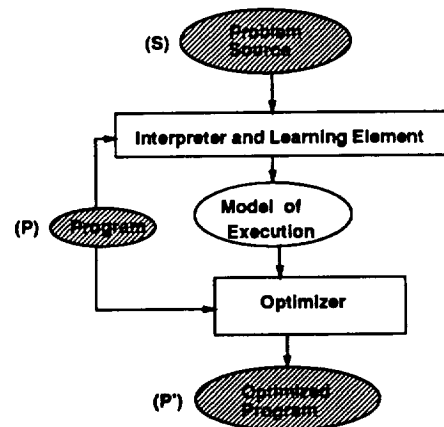 (S)
Problem
Source
Interpreter and Learning Element
(P)
Program
Model of
Execution
Optimizer
(P')
Optimized
Program